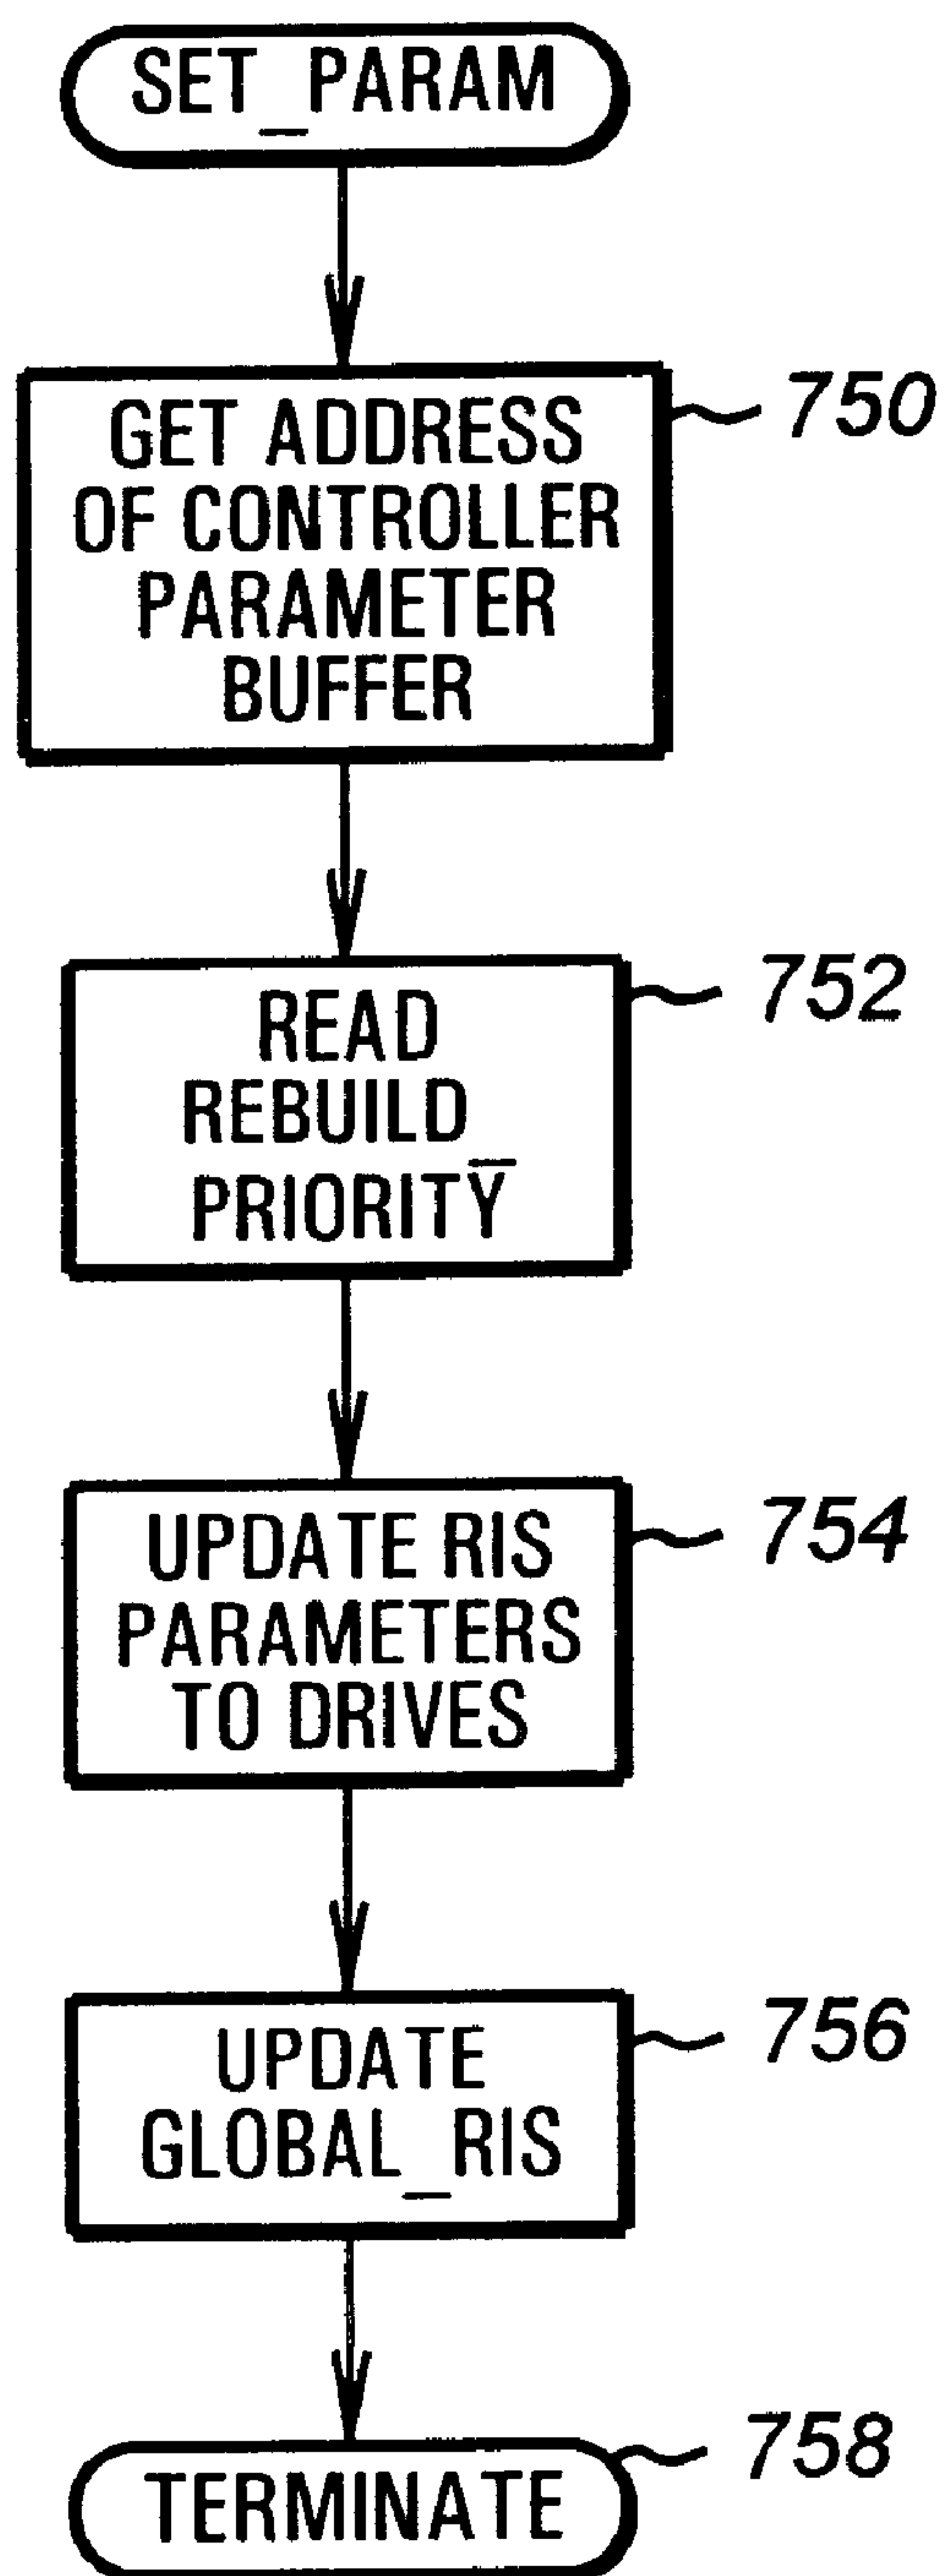 SET_PARAM
GET ADDRESS
OF CONTROLLER
PARAMETER
BUFFER
750
READ
REBUILD_
PRIORITY
752
UPDATE RIS
PARAMETERS
TO DRIVES
754
UPDATE
GLOBAL_RIS
756
TERMINATE
758